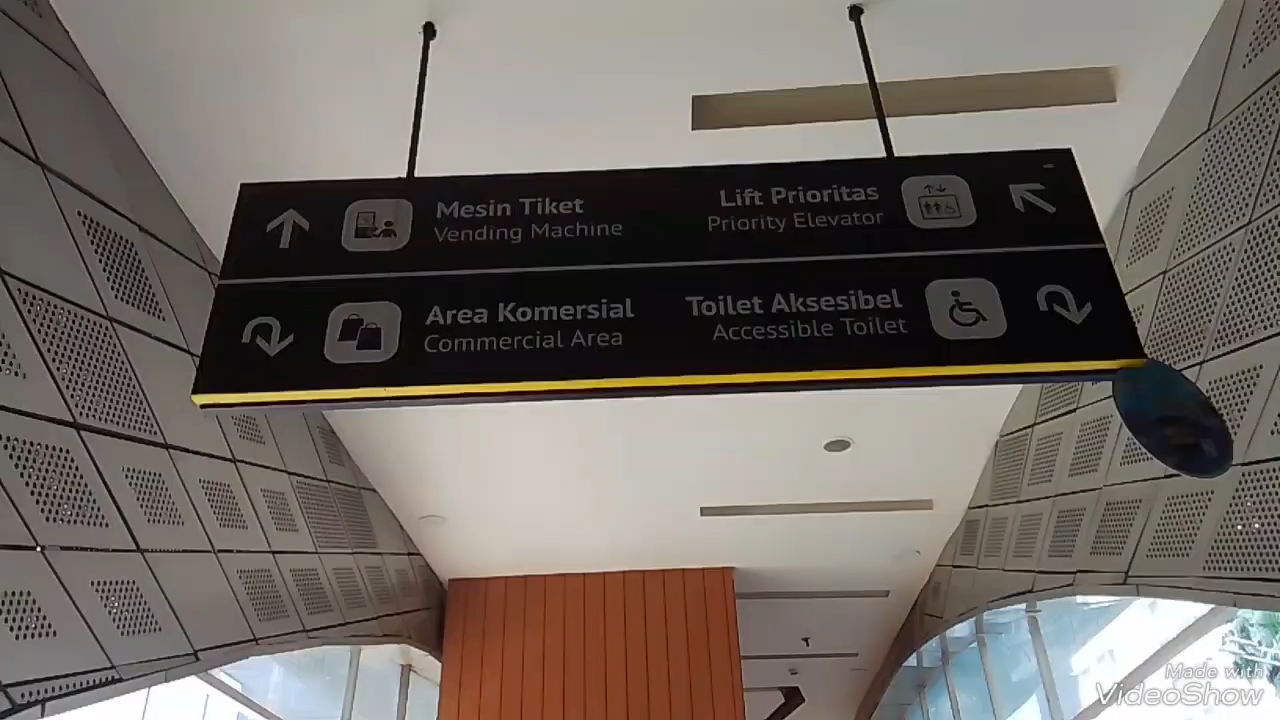 Mesin Tiket
Vending Machine
Lift Prioritas
Priority Elevator
Area Komersial
Commercial Area
Toilet Aksesibel
Accessible Toilet
Made with
VideoShow